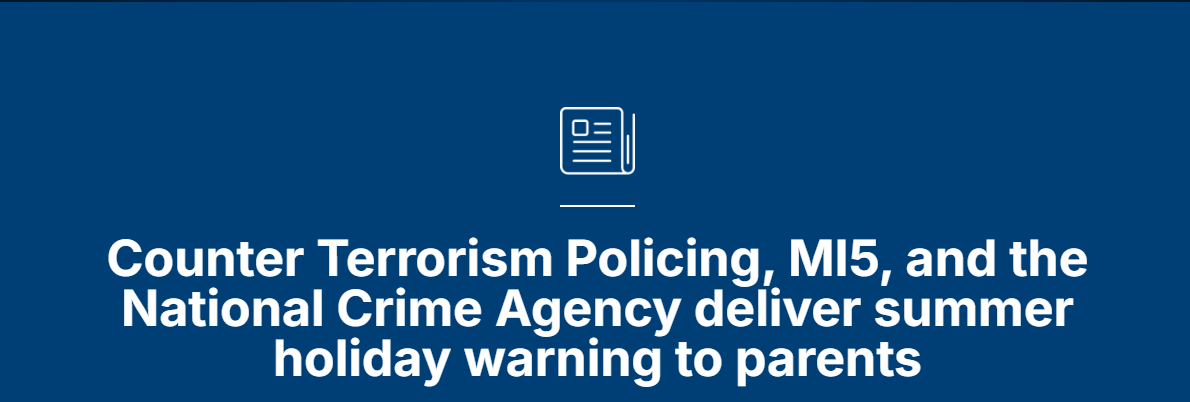 Counter Terrorism Policing, MI5, and the
National Crime Agency deliver summer
holiday warning to parents